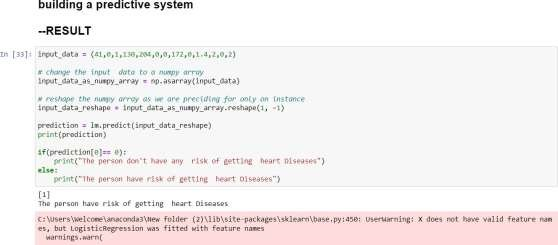 building a predictive system
--RESULT
In [33]: input_data = (41,0,1,130,204,0,0,172,0,1.4,2,0,2)
# change the input  data to a numpy array
input_data_as_numpy_array = np.asarray(input_data)
# reshape the numpy array as we are preciding for only on instance
input_data_reshape = input_data_as_numpy_array.reshape(1, -1)
prediction = lm.predict(input_data_reshape)
print(prediction)
if(prediction[0]== 0):
    print("The person don't have any  risk of getting  heart Diseases")
else:
    print("The person have risk of getting  heart Diseases")
[1]
The person have risk of getting  heart Diseases
C:\Users\Welcome\anaconda3\New folder (2)\lib\site-packages\sklearn\base.py:450: UserWarning: X does not have valid feature nam
es, but LogisticRegression was fitted with feature names
  warnings.warn(